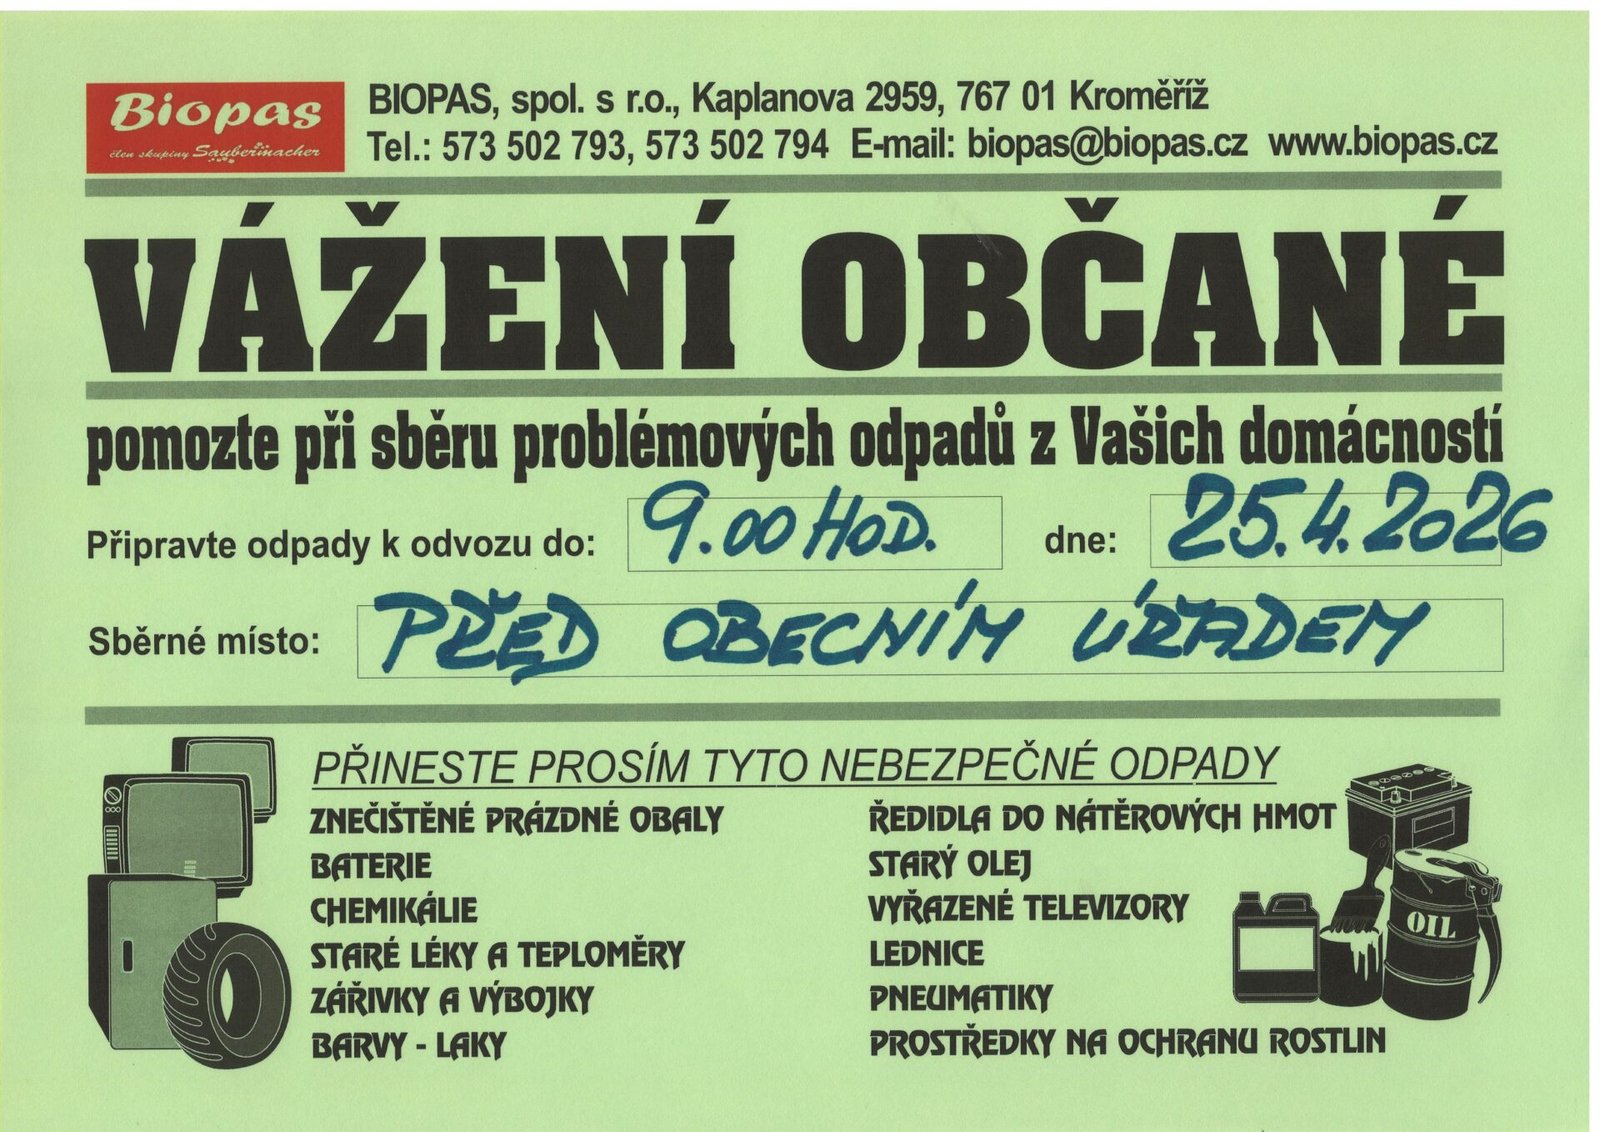 Biopas
člen skupiny Saubermacher
BIOPAS, spol. s r.o., Kaplanova 2959, 767 01 Kroměříž
Tel.: 573 502 793, 573 502 794 E-mail: biopas@biopas.cz www.biopas.cz
VÁŽENÍ OBČANÉ
pomozte při sběru problémových odpadů z Vašich domácností
Připravte odpady k odvozu do: 9.00 HOD. dne: 25.4.2026
Sběrné místo: PŘED OBECNÍM ÚŘADEM
PŘINESTE PROSÍM TYTO NEBEZPEČNÉ ODPADY
ZNEČIŠTĚNÉ PRÁZDNÉ OBALY
BATERIE
CHEMIKÁLIE
STARÉ LÉKY A TEPLOMĚRY
ZÁŘIVKY A VÝBOJKY
BARVY - LAKY
ŘEDIDLA DO NÁTĚROVÝCH HMOT
STARÝ OLEJ
VYŘAZENÉ TELEVIZORY
LEDNICE
PNEUMATIKY
PROSTŘEDKY NA OCHRANU ROSTLIN
OIL